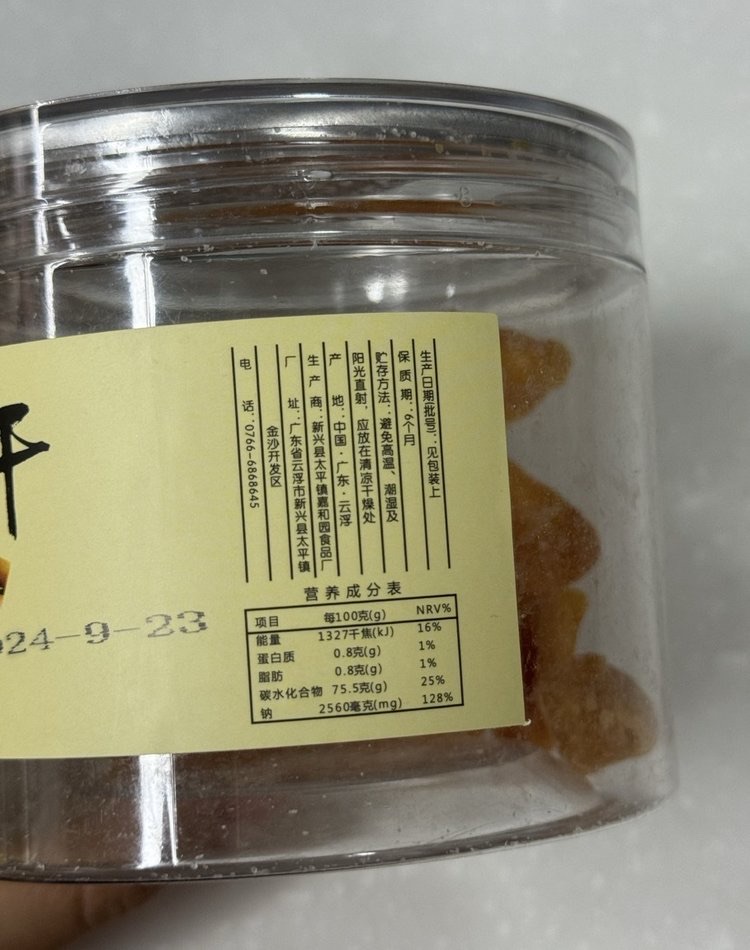 生产日期(批号)：见包装上
保质期：6个月
贮存方法：避免高温、潮湿及
阳光直射，应放在清凉干燥处
产地：中国·广东·云浮
生产商：新兴县太平镇嘉和园食品厂
厂址：广东省云浮市新兴县太平镇
金沙开发区
电话：0766-6868645
24-9-23
营养成分表
项目 每100克(g) NRV%
能量 1327千焦(kJ) 16%
蛋白质 0.8克(g) 1%
脂肪 0.8克(g) 1%
碳水化合物 75.5克(g) 25%
钠 2560毫克(mg) 128%